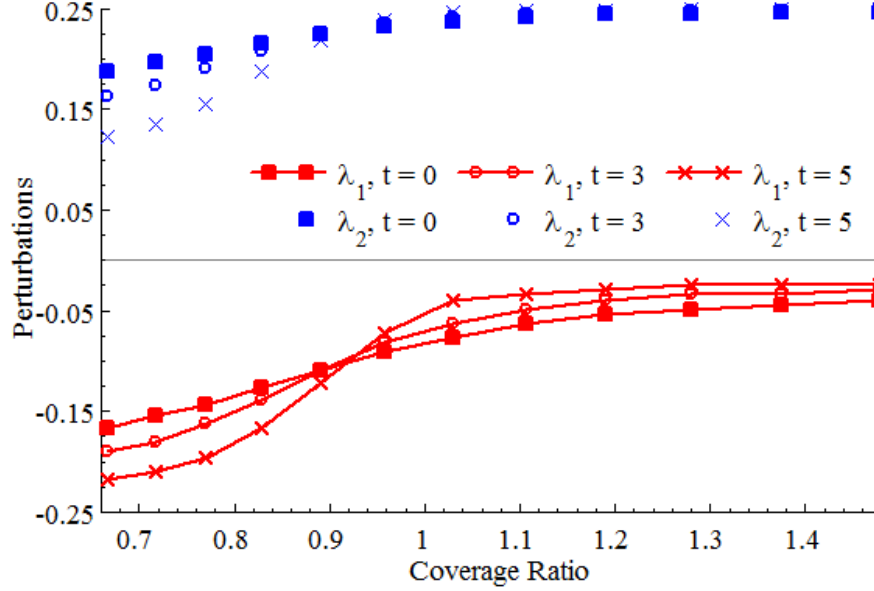 0.25
0.15
λ1, t = 0 λ1, t = 3 λ1, t = 5
0.05
λ2, t = 0 λ2, t = 3 λ2, t = 5
Perturbations
-0.05
-0.15
-0.25
0.7 0.8 0.9 1 1.1 1.2 1.3 1.4
Coverage Ratio